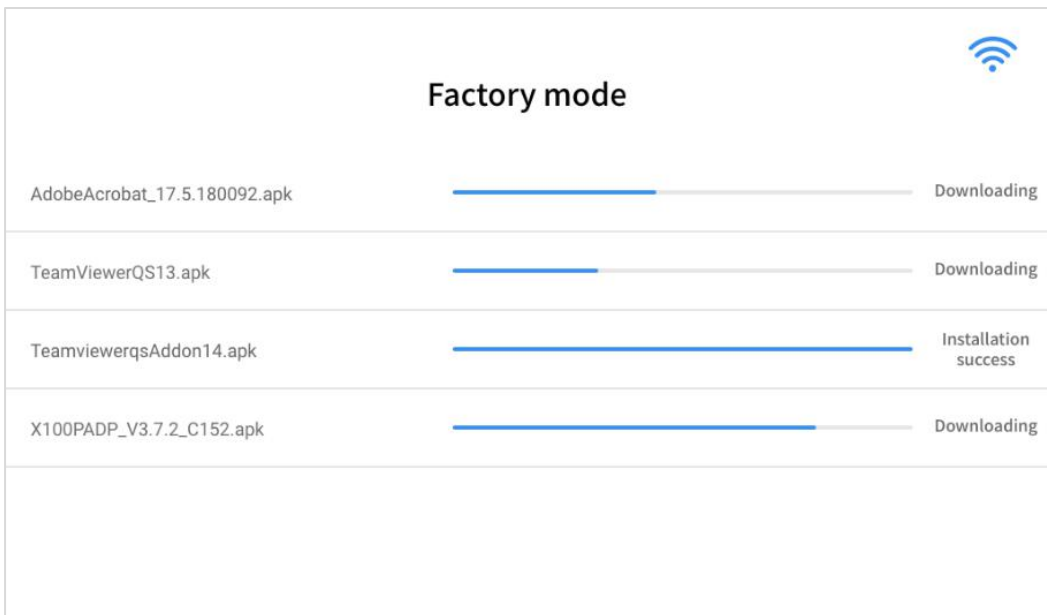 Factory mode
AdobeAcrobat_17.5.180092.apk
Downloading
TeamViewerQS13.apk
Downloading
TeamviewerqsAddon14.apk
Installation
success
X100PADP_V3.7.2_C152.apk
Downloading